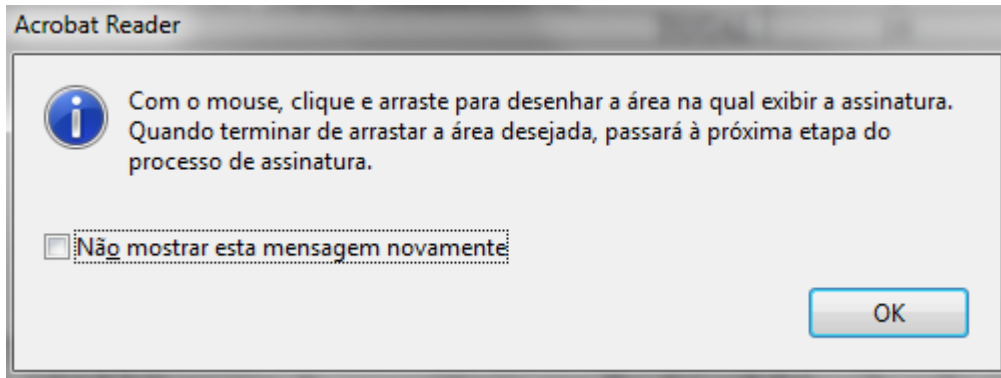 Acrobat Reader
Com o mouse, clique e arraste para desenhar a área na qual exibir a assinatura.
Quando terminar de arrastar a área desejada, passará à próxima etapa do
processo de assinatura.
Não mostrar esta mensagem novamente
OK